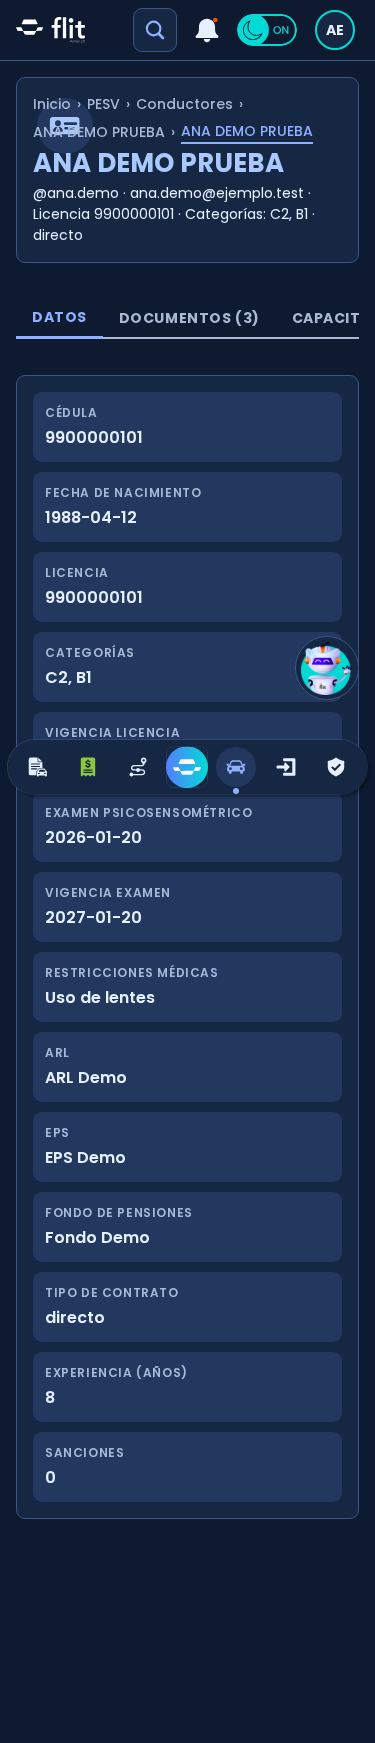 flit
ON
AE
Inicio › PESV › Conductores ›
ANA DEMO PRUEBA › ANA DEMO PRUEBA
ANA DEMO PRUEBA
@ana.demo · ana.demo@ejemplo.test ·
Licencia 9900000101 · Categorías: C2, B1 ·
directo
DATOS
DOCUMENTOS (3)
CAPACIT
CÉDULA
9900000101
FECHA DE NACIMIENTO
1988-04-12
LICENCIA
9900000101
CATEGORÍAS
C2, B1
VIGENCIA LICENCIA
EXAMEN PSICOSENSOMÉTRICO
2026-01-20
VIGENCIA EXAMEN
2027-01-20
RESTRICCIONES MÉDICAS
Uso de lentes
ARL
ARL Demo
EPS
EPS Demo
FONDO DE PENSIONES
Fondo Demo
TIPO DE CONTRATO
directo
EXPERIENCIA (AÑOS)
8
SANCIONES
0